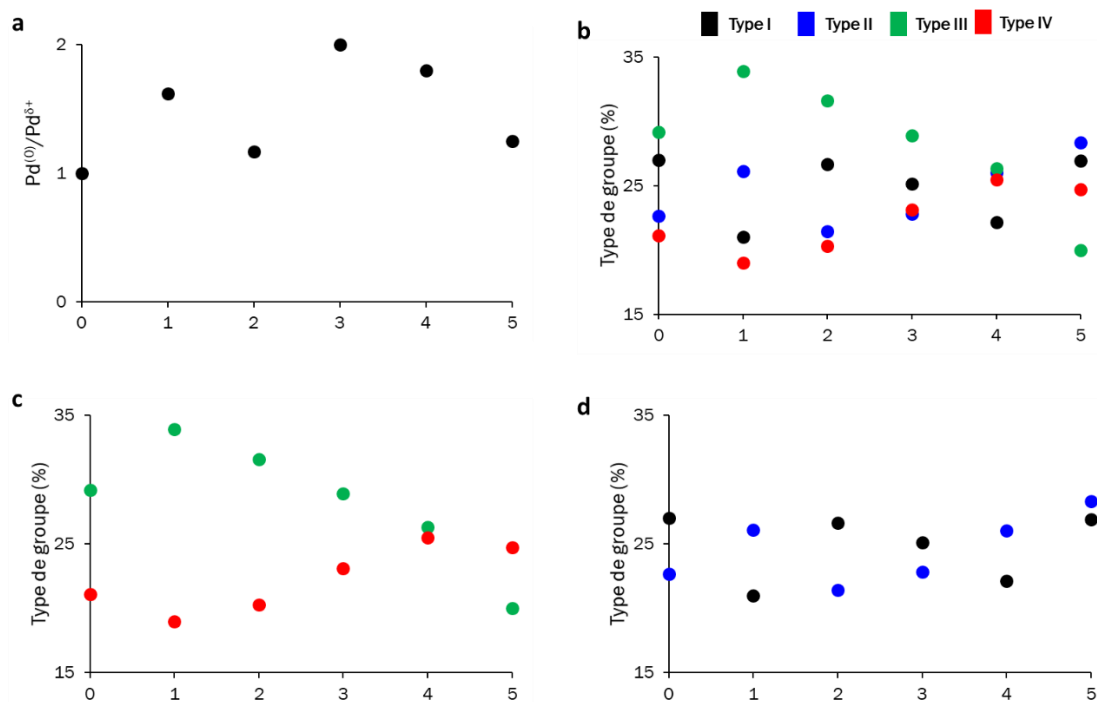 a
2
1
0
Pd(0)/Pdδ+
0 1 2 3 4 5
b
Type I Type II Type III Type IV
35
25
15
Type de groupe (%)
0 1 2 3 4 5
c
35
25
15
Type de groupe (%)
0 1 2 3 4 5
d
35
25
15
Type de groupe (%)
0 1 2 3 4 5